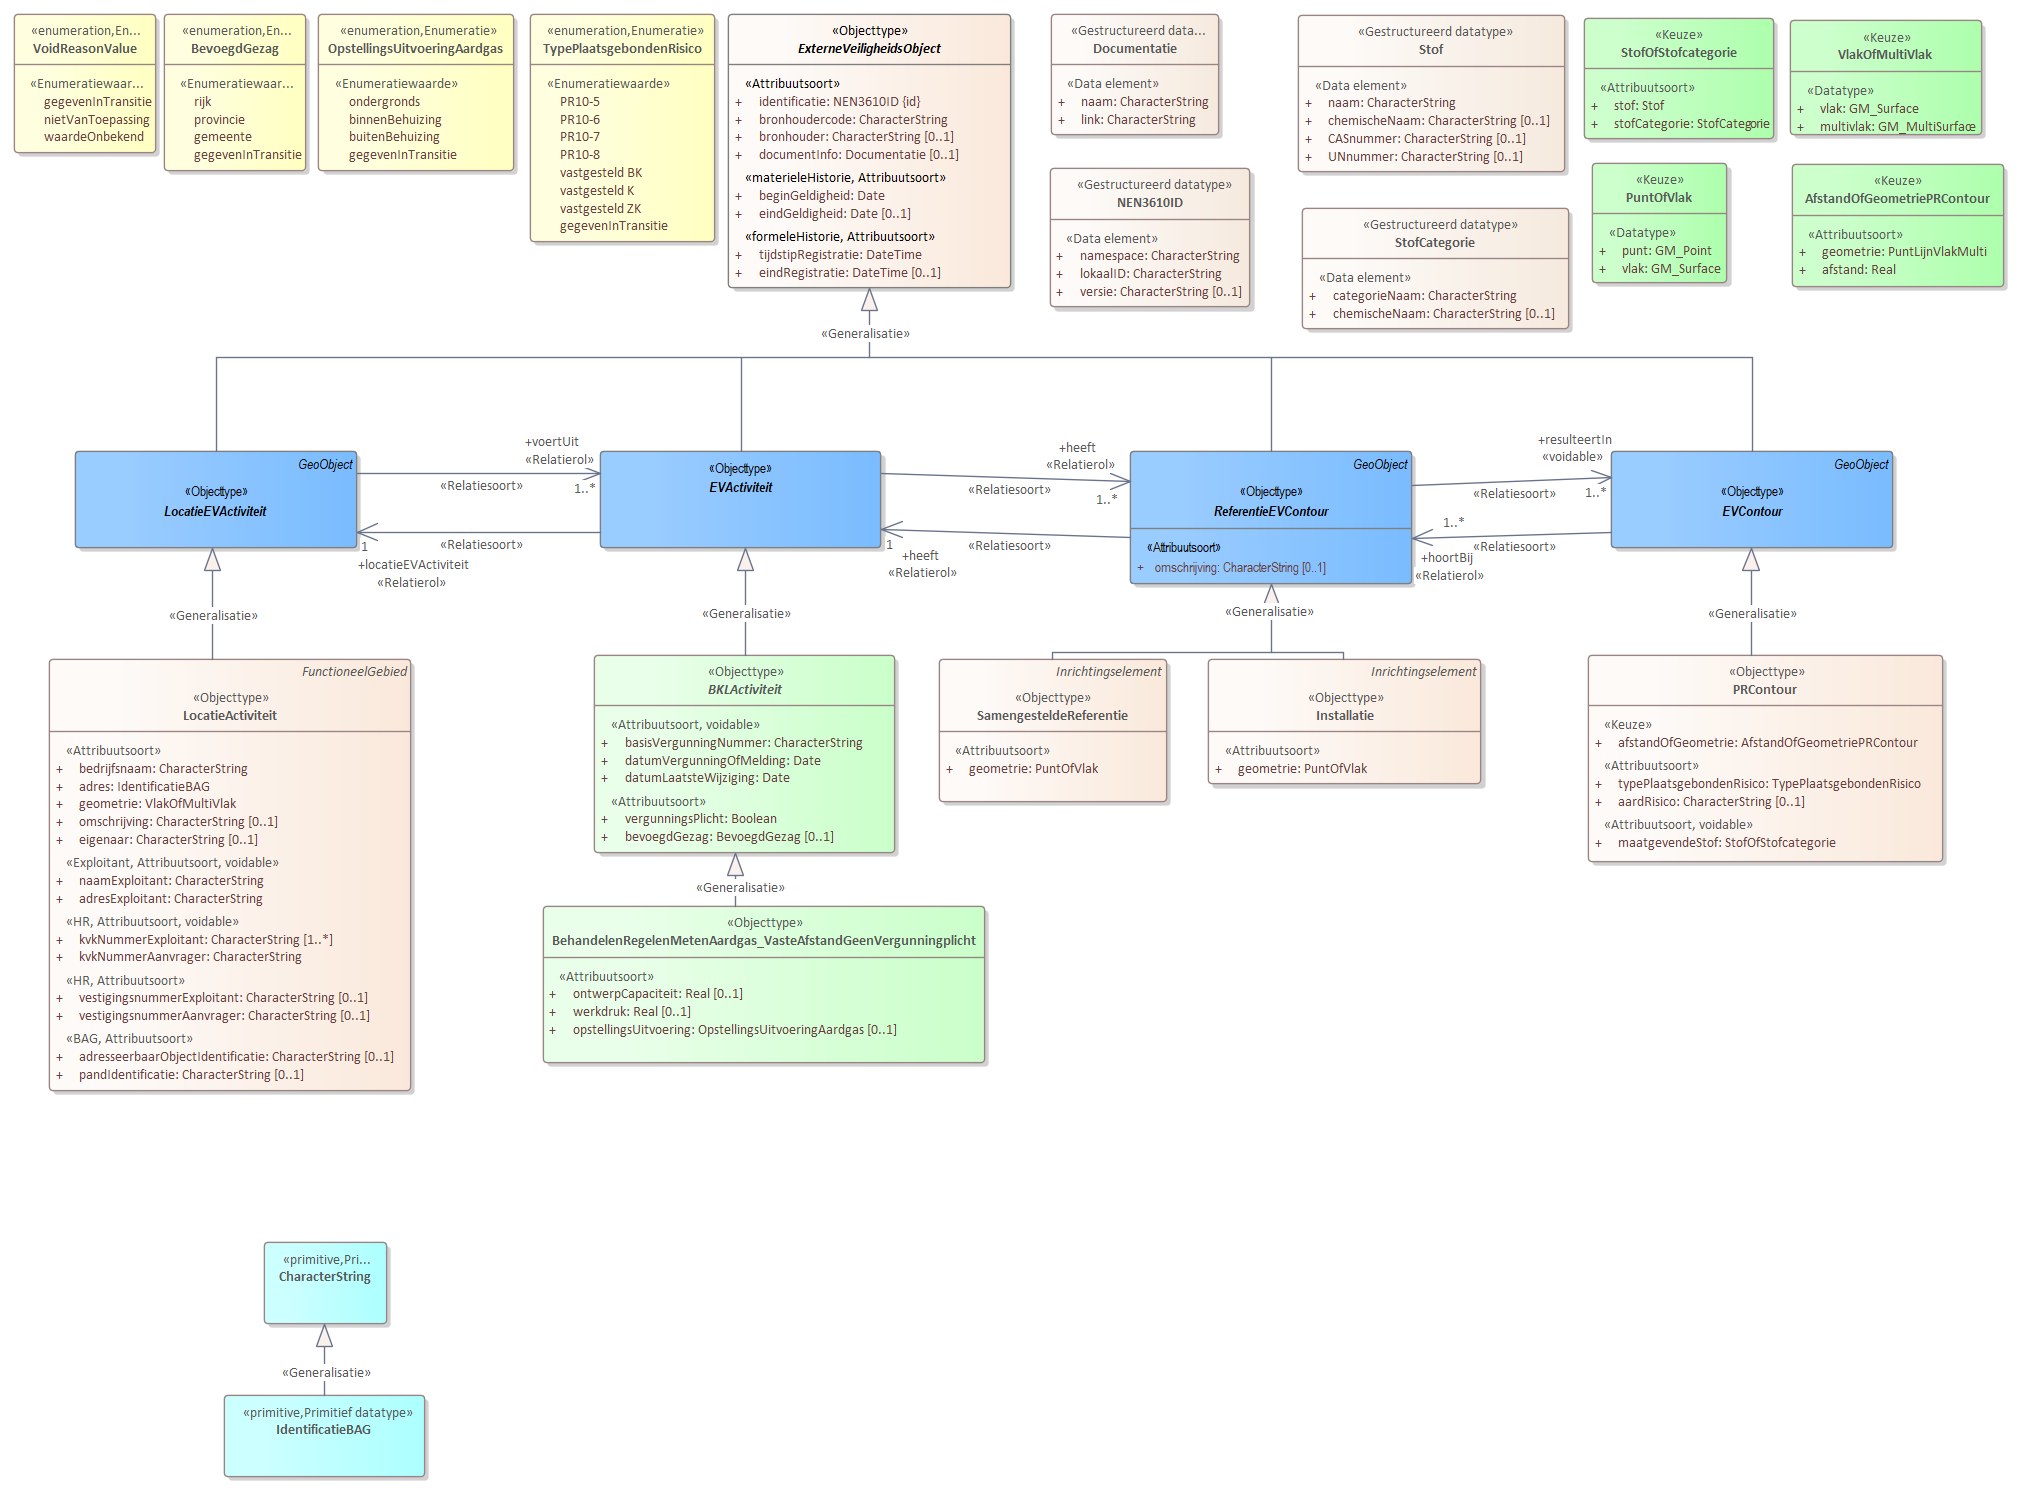 «enumeration,En...
VoidReasonValue
«Enumeratiewaar...
gegevenInTransitie
nietVanToepassing
waardeOnbekend
«enumeration,En...
BevoegdGezag
«Enumeratiewaar...
rijk
provincie
gemeente
gegevenInTransitie
«enumeration,Enumeratie»
OpstellingsUitvoeringAardgas
«Enumeratiewaarde»
ondergronds
binnenBehuizing
buitenBehuizing
gegevenInTransitie
«enumeration,Enumeratie»
TypePlaatsgebondenRisico
«Enumeratiewaarde»
PR10-5
PR10-6
PR10-7
PR10-8
vastgesteld BK
vastgesteld K
vastgesteld ZK
gegevenInTransitie
«Objecttype»
ExterneVeiligheidsObject
«Attribuutsoort»
+ identificatie: NEN3610ID {id}
+ bronhoudercode: CharacterString
+ bronhouder: CharacterString [0..1]
+ documentInfo: Documentatie [0..1]
«materieleHistorie, Attribuutsoort»
+ beginGeldigheid: Date
+ eindGeldigheid: Date [0..1]
«formeleHistorie, Attribuutsoort»
+ tijdstipRegistratie: DateTime
+ eindRegistratie: DateTime [0..1]
«Gestructureerd data...
Documentatie
«Data element»
+ naam: CharacterString
+ link: CharacterString
«Gestructureerd datatype»
NEN3610ID
«Data element»
+ namespace: CharacterString
+ lokaalID: CharacterString
+ versie: CharacterString [0..1]
«Gestructureerd datatype»
Stof
«Data element»
+ naam: CharacterString
+ chemischeNaam: CharacterString [0..1]
+ CASnummer: CharacterString [0..1]
+ UNnummer: CharacterString [0..1]
«Gestructureerd datatype»
StofCategorie
«Data element»
+ categorieNaam: CharacterString
+ chemischeNaam: CharacterString [0..1]
«Keuze»
StofOfStofcategorie
«Attribuutsoort»
+ stof: Stof
+ stofCategorie: StofCategorie
«Keuze»
PuntOfVlak
«Datatype»
+ punt: GM_Point
+ vlak: GM_Surface
«Keuze»
VlakOfMultiVlak
«Datatype»
+ vlak: GM_Surface
+ multivlak: GM_MultiSurface
«Keuze»
AfstandOfGeometriePRContour
«Attribuutsoort»
+ geometrie: PuntLijnVlakMulti
+ afstand: Real
«Generalisatie»
GeoObject
«Objecttype»
LocatieEVActiviteit
+voertUit
«Relatierol»
«Relatiesoort»
1..*
«Relatiesoort»
1
+locatieEVActiviteit
«Relatierol»
«Objecttype»
EVActiviteit
+heeft
«Relatierol»
«Relatiesoort»
1..*
«Relatiesoort»
1
+heeft
«Relatierol»
GeoObject
«Objecttype»
ReferentieEVContour
«Attribuutsoort»
+ omschrijving: CharacterString [0..1]
+resulteertIn
«voidable»
«Relatiesoort»
1..*
1..*
«Relatiesoort»
+hoortBij
«Relatierol»
GeoObject
«Objecttype»
EVContour
«Generalisatie»
«Generalisatie»
«Generalisatie»
«Generalisatie»
FunctioneelGebied
«Objecttype»
LocatieActiviteit
«Attribuutsoort»
+ bedrijfsnaam: CharacterString
+ adres: IdentificatieBAG
+ geometrie: VlakOfMultiVlak
+ omschrijving: CharacterString [0..1]
+ eigenaar: CharacterString [0..1]
«Exploitant, Attribuutsoort, voidable»
+ naamExploitant: CharacterString
+ adresExploitant: CharacterString
«HR, Attribuutsoort, voidable»
+ kvkNummerExploitant: CharacterString [1..*]
+ kvkNummerAanvrager: CharacterString
«HR, Attribuutsoort»
+ vestigingsnummerExploitant: CharacterString [0..1]
+ vestigingsnummerAanvrager: CharacterString [0..1]
«BAG, Attribuutsoort»
+ adresseerbaarObjectIdentificatie: CharacterString [0..1]
+ pandIdentificatie: CharacterString [0..1]
«Objecttype»
BKLActiviteit
«Attribuutsoort, voidable»
+ basisVergunningNummer: CharacterString
+ datumVergunningOfMelding: Date
+ datumLaatsteWijziging: Date
«Attribuutsoort»
+ vergunningsPlicht: Boolean
+ bevoegdGezag: BevoegdGezag [0..1]
«Generalisatie»
«Objecttype»
BehandelenRegelenMetenAardgas_VasteAfstandGeenVergunningplicht
«Attribuutsoort»
+ ontwerpCapaciteit: Real [0..1]
+ werkdruk: Real [0..1]
+ opstellingsUitvoering: OpstellingsUitvoeringAardgas [0..1]
Inrichtingselement
«Objecttype»
SamengesteldeReferentie
«Attribuutsoort»
+ geometrie: PuntOfVlak
Inrichtingselement
«Objecttype»
Installatie
«Attribuutsoort»
+ geometrie: PuntOfVlak
«Objecttype»
PRContour
«Keuze»
+ afstandOfGeometrie: AfstandOfGeometriePRContour
«Attribuutsoort»
+ typePlaatsgebondenRisico: TypePlaatsgebondenRisico
+ aardRisico: CharacterString [0..1]
«Attribuutsoort, voidable»
+ maatgevendeStof: StofOfStofcategorie
«primitive,Pri...
CharacterString
«Generalisatie»
«primitive,Primitief datatype»
IdentificatieBAG